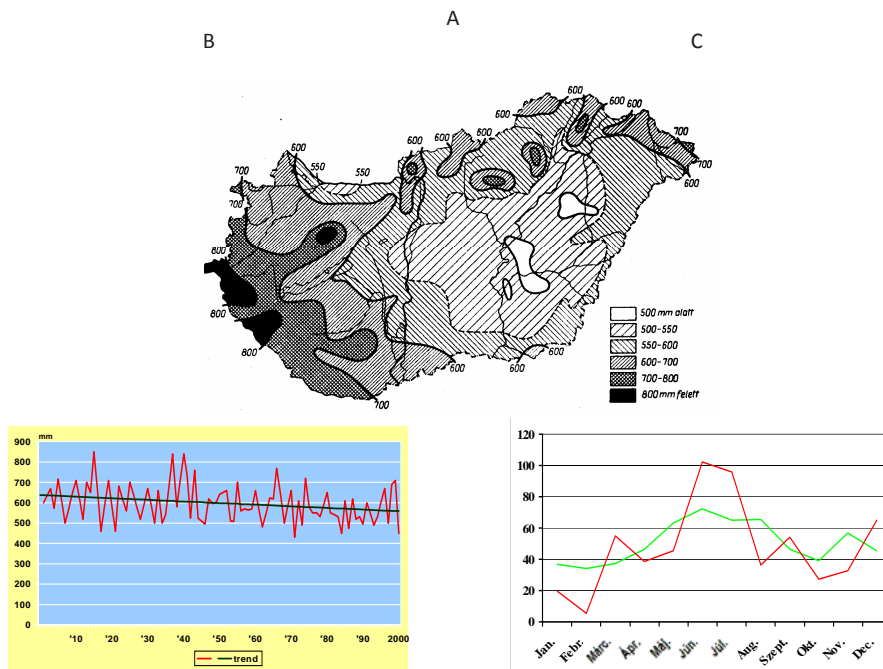 A
B
C
600
600
600
600
550
550
600
600
600
600
700
700
600
700
700
800
800
800
700
600
600
600
600
500 mm alatt
500-550
550-600
600-700
700-800
800 mm felett
mm
900
800
700
600
500
400
300
200
100
0
'10
'20
'30
'40
'50
'60
'70
'80
'90
2000
trend
120
100
80
60
40
20
0
Jan.
Febr.
Márc.
Ápr.
Máj.
Jún.
Júl.
Aug.
Szept.
Okt.
Nov.
Dec.